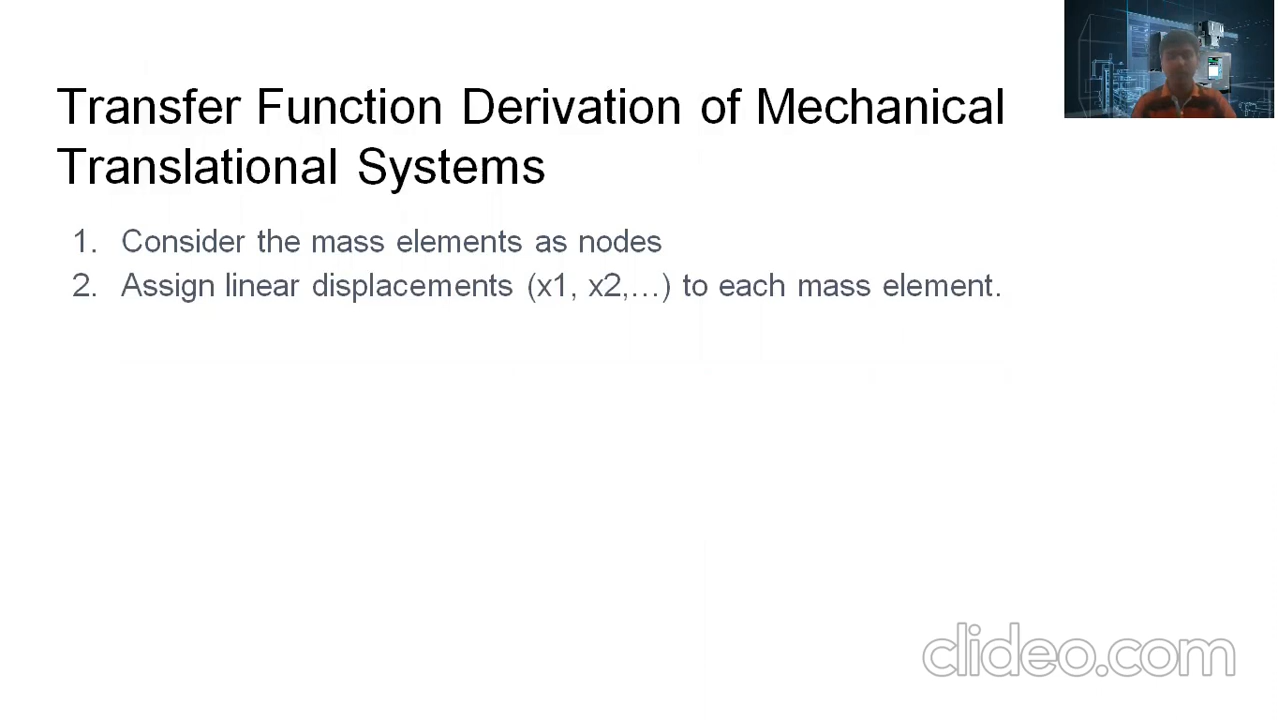 Transfer Function Derivation of Mechanical
Translational Systems
1. Consider the mass elements as nodes
2. Assign linear displacements (x1, x2,...) to each mass element.
clideo.com